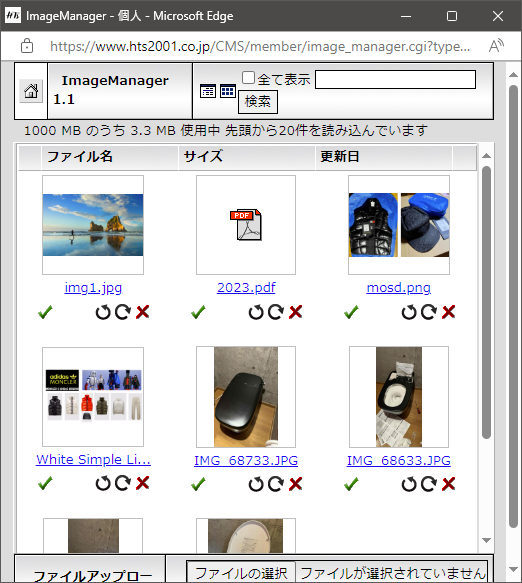 ImageManager - 個人 - Microsoft Edge
https://www.hts2001.co.jp/CMS/member/image_manager.cgi?type...
ImageManager
1.1
全て表示
検索
1000 MB のうち 3.3 MB 使用中 先頭から20件を読み込んでいます
ファイル名 サイズ 更新日
PDF
img1.jpg 2023.pdf mosd.png
adidas
MONCLER
White Simple Li... IMG_68733.JPG IMG_68633.JPG
ファイルアップロー ファイルの選択 ファイルが選択されていません